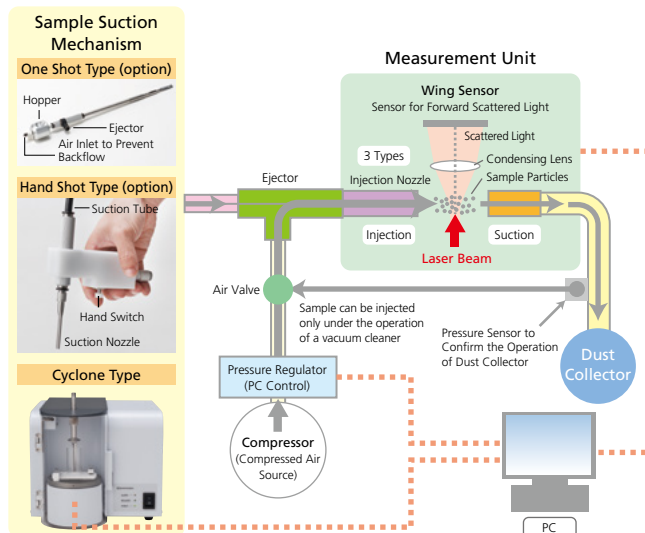 Sample Suction
Mechanism
One Shot Type (option)
Hopper
Ejector
Air Inlet to Prevent
Backflow
Hand Shot Type (option)
Suction Tube
Hand Switch
Suction Nozzle
Cyclone Type
Measurement Unit
Wing Sensor
Sensor for Forward Scattered Light
Scattered Light
3 Types
Condensing Lens
Ejector
Injection Nozzle
Sample Particles
Injection
Suction
Laser Beam
Air Valve
Sample can be injected
only under the operation
of a vacuum cleaner
Pressure Sensor to
Confirm the Operation
of Dust Collector
Dust
Collector
Pressure Regulator
(PC Control)
Compressor
(Compressed Air
Source)
PC